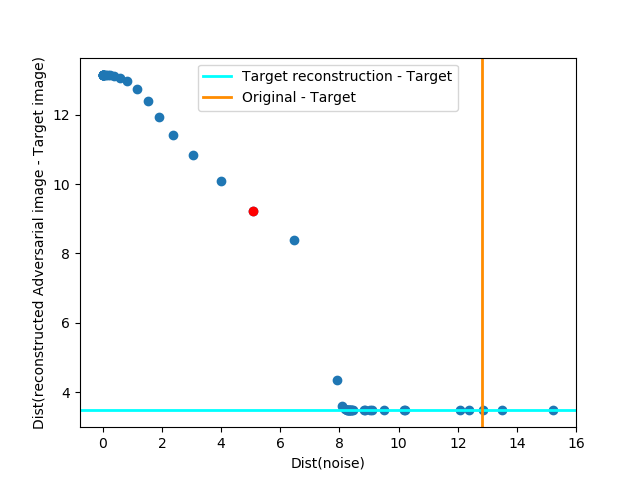 Target reconstruction - Target
Original - Target
Dist(reconstructed Adversarial image - Target image)
12
10
8
6
4
0 2 4 6 8 10 12 14 16
Dist(noise)